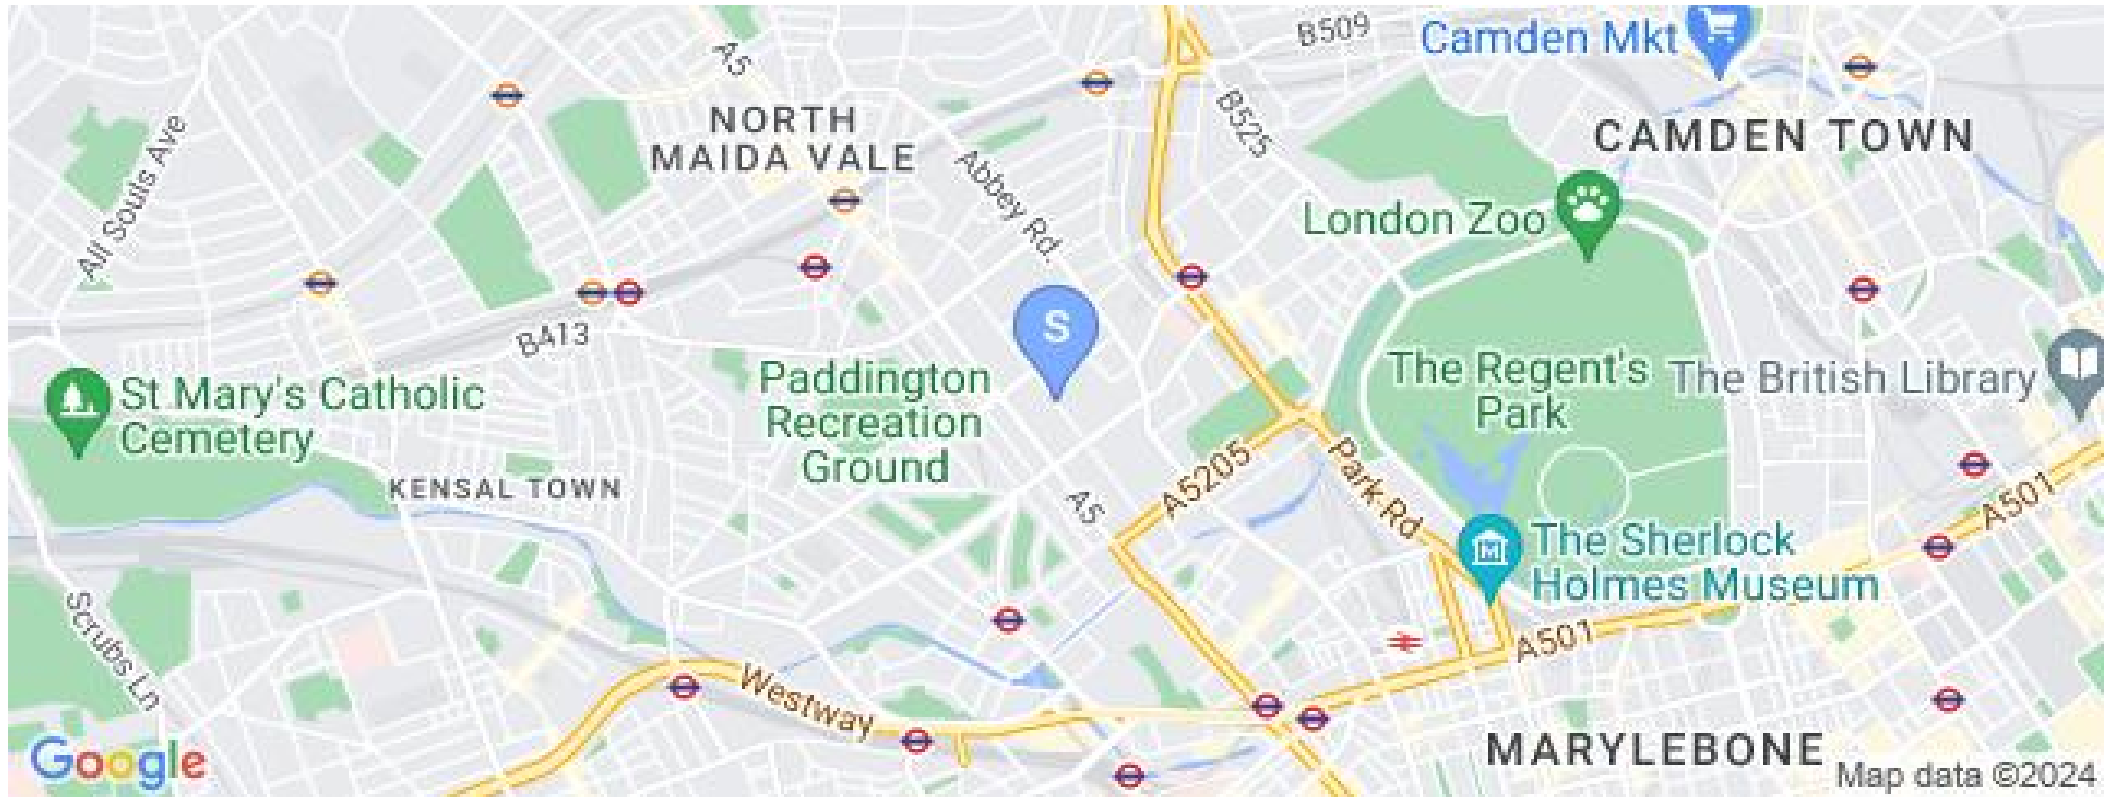 B509
Camden Mkt
A5
NORTH
MAIDA VALE
B525
CAMDEN TOWN
All Souls Ave
Abbey Rd.
London Zoo
S
B413
The Regent's
Park
The British Library
Paddington
Recreation
Ground
St Mary's Catholic
Cemetery
KENSAL TOWN
A5
A5205
Park Rd
A501
The Sherlock
Holmes Museum
Scrubs Ln
A501
Westway
MARYLEBONE
Google
Map data ©2024